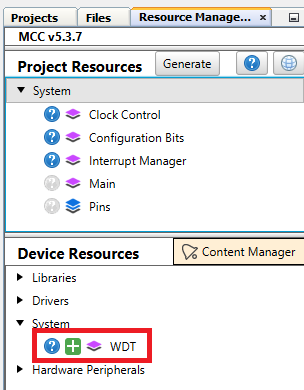 Projects Files Resource Manage... ×
MCC v5.3.7
Project Resources Generate ?
System
? Clock Control
? Configuration Bits
? Interrupt Manager
? Main
? Pins
Device Resources Content Manager
Libraries
Drivers
System
? WDT
Hardware Peripherals